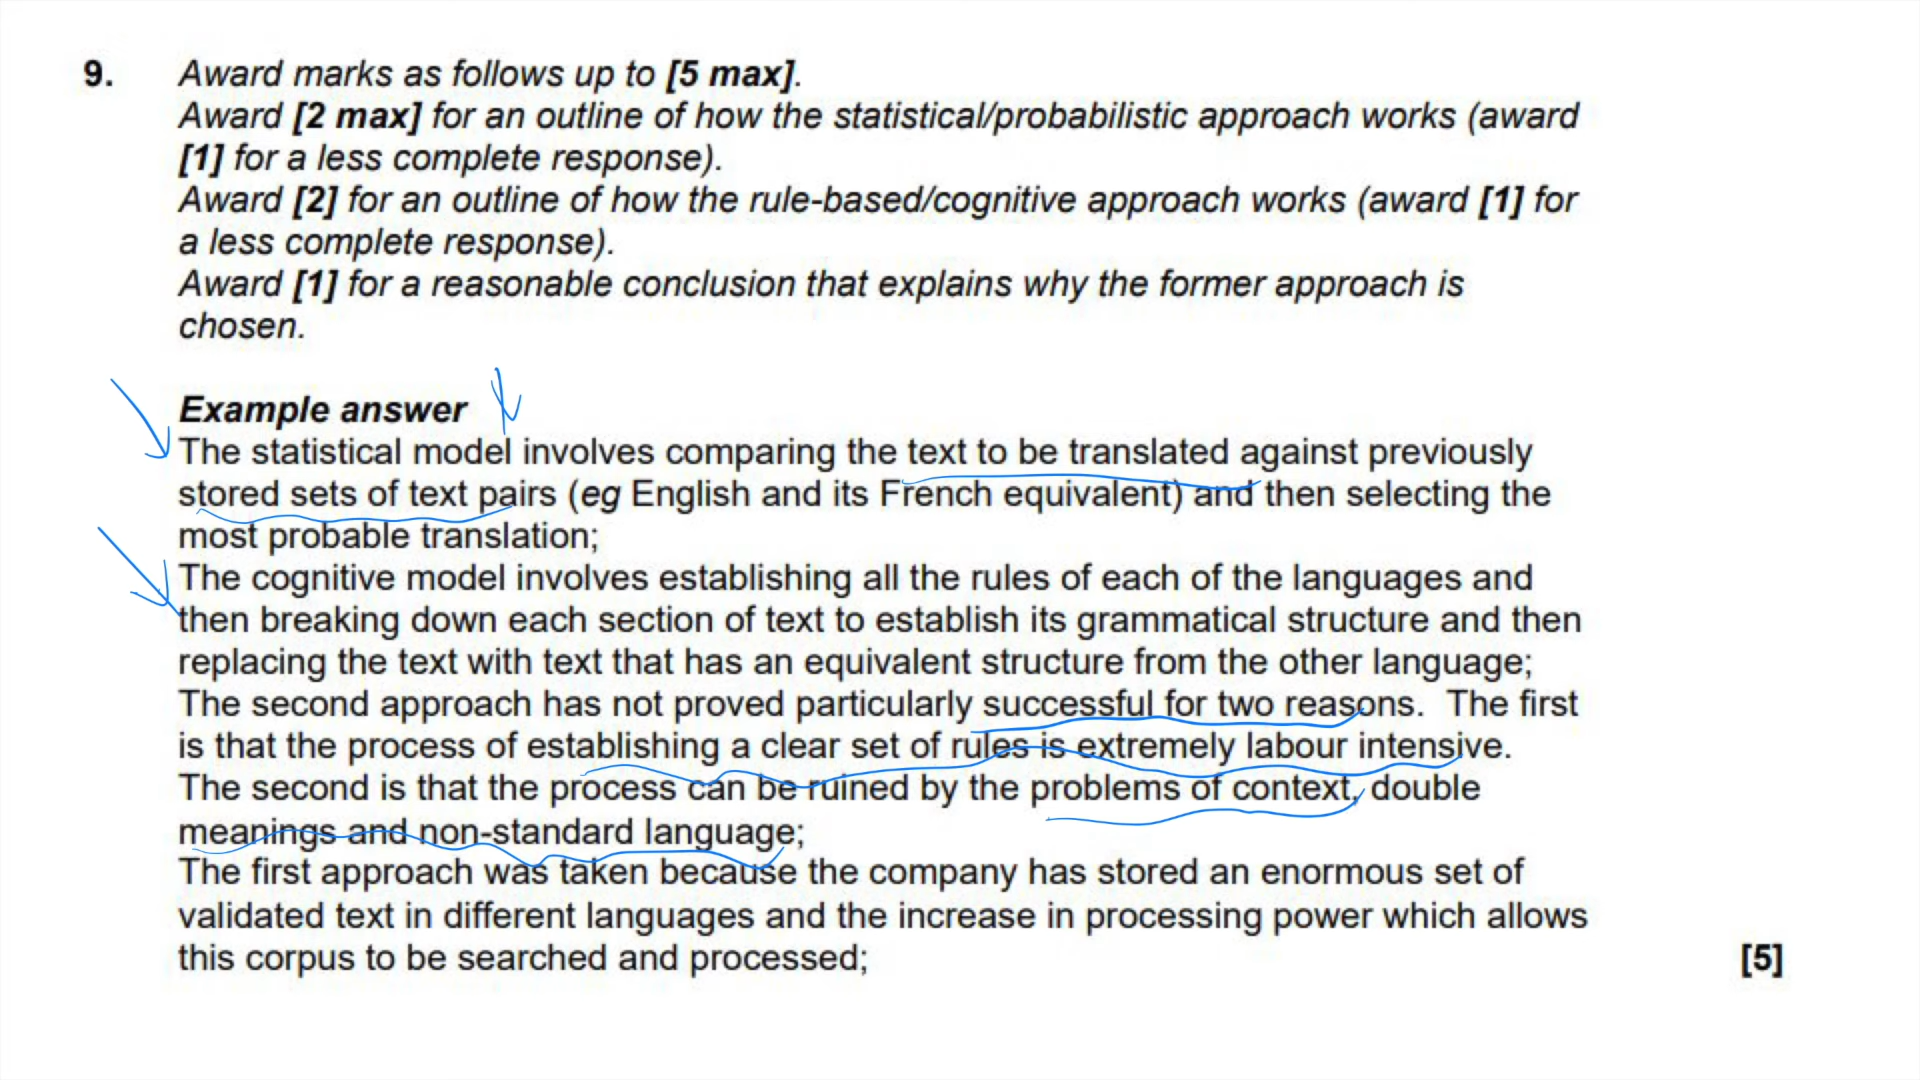 9. Award marks as follows up to [5 max].
Award [2 max] for an outline of how the statistical/probabilistic approach works (award
[1] for a less complete response).
Award [2] for an outline of how the rule-based/cognitive approach works (award [1] for
a less complete response).
Award [1] for a reasonable conclusion that explains why the former approach is
chosen.
Example answer
The statistical model involves comparing the text to be translated against previously
stored sets of text pairs (eg English and its French equivalent) and then selecting the
most probable translation;
The cognitive model involves establishing all the rules of each of the languages and
then breaking down each section of text to establish its grammatical structure and then
replacing the text with text that has an equivalent structure from the other language;
The second approach has not proved particularly successful for two reasons. The first
is that the process of establishing a clear set of rules is extremely labour intensive.
The second is that the process can be ruined by the problems of context, double
meanings and non-standard language;
The first approach was taken because the company has stored an enormous set of
validated text in different languages and the increase in processing power which allows
this corpus to be searched and processed; [5]